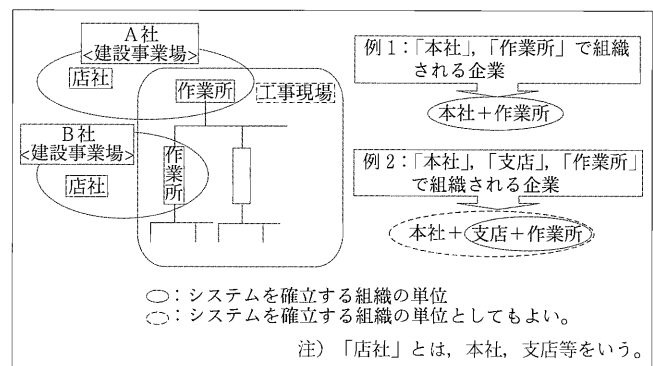 A社
<建設事業場>
店社
作業所
工事現場
B社
<建設事業場>
店社
作業所
例1:「本社」,「作業所」で組織
される企業
本社+作業所
例2:「本社」,「支店」,「作業所」
で組織される企業
本社+支店+作業所
○:システムを確立する組織の単位
○:システムを確立する組織の単位としてもよい。
注)「店社」とは,本社,支店等をいう。